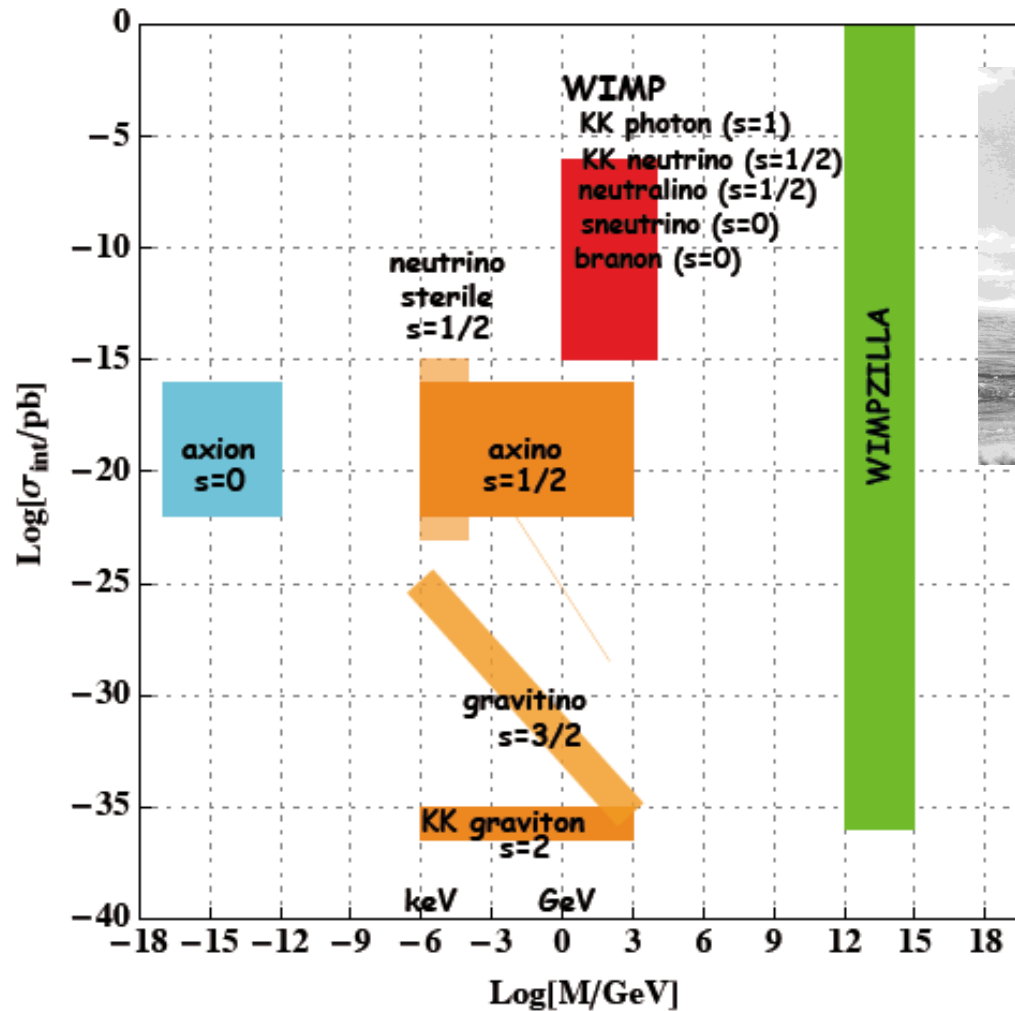 0
−5
−10
−15
−20
−25
−30
−35
−40
Log[σint/pb]
WIMP
KK photon (s=1)
KK neutrino (s=1/2)
neutralino (s=1/2)
sneutrino (s=0)
branon (s=0)
neutrino
sterile
s=1/2
axion
s=0
axino
s=1/2
WIMPZILLA
gravitino
s=3/2
KK graviton
s=2
keV GeV
−18 −15 −12 −9 −6 −3 0 3 6 9 12 15 18
Log[M/GeV]